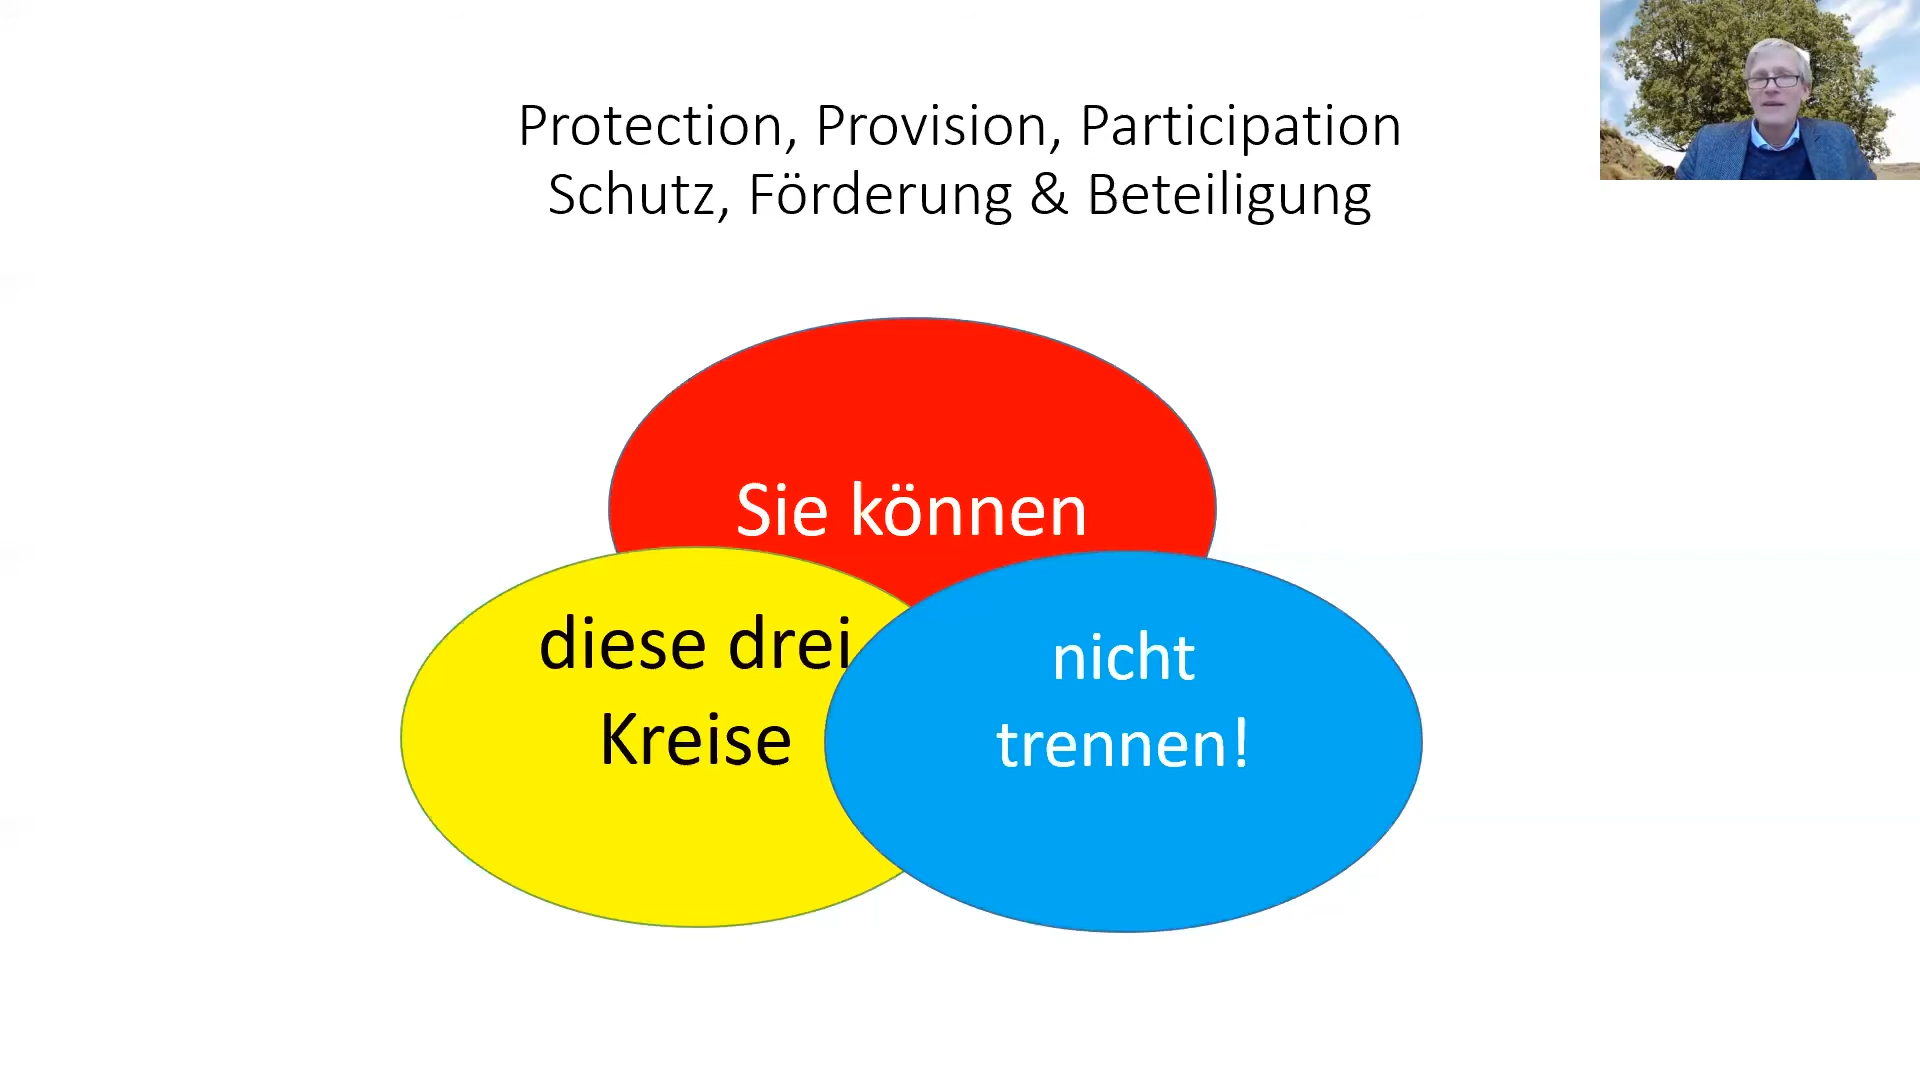 Protection, Provision, Participation
Schutz, Förderung & Beteiligung
Sie können
diese drei
Kreise
nicht
trennen!